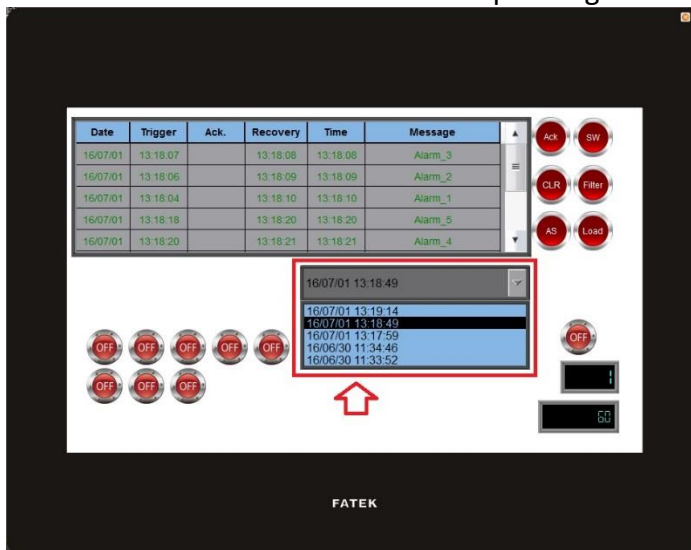 Date Trigger Ack. Recovery Time Message
16/07/01 13:18:07 13:18:08 13:18:08 Alarm_3
16/07/01 13:18:06 13:18:09 13:18:09 Alarm_2
16/07/01 13:18:04 13:18:10 13:18:10 Alarm_1
16/07/01 13:18:18 13:18:20 13:18:20 Alarm_5
16/07/01 13:18:20 13:18:21 13:18:21 Alarm_4
Ack SW
CLR Filter
AS Load
16/07/01 13:18:49
16/07/01 13:19:14
16/07/01 13:18:49
16/07/01 13:17:59
16/06/30 11:34:46
16/06/30 11:33:52
OFF OFF OFF OFF OFF
OFF OFF OFF
OFF
1
60
FATEK